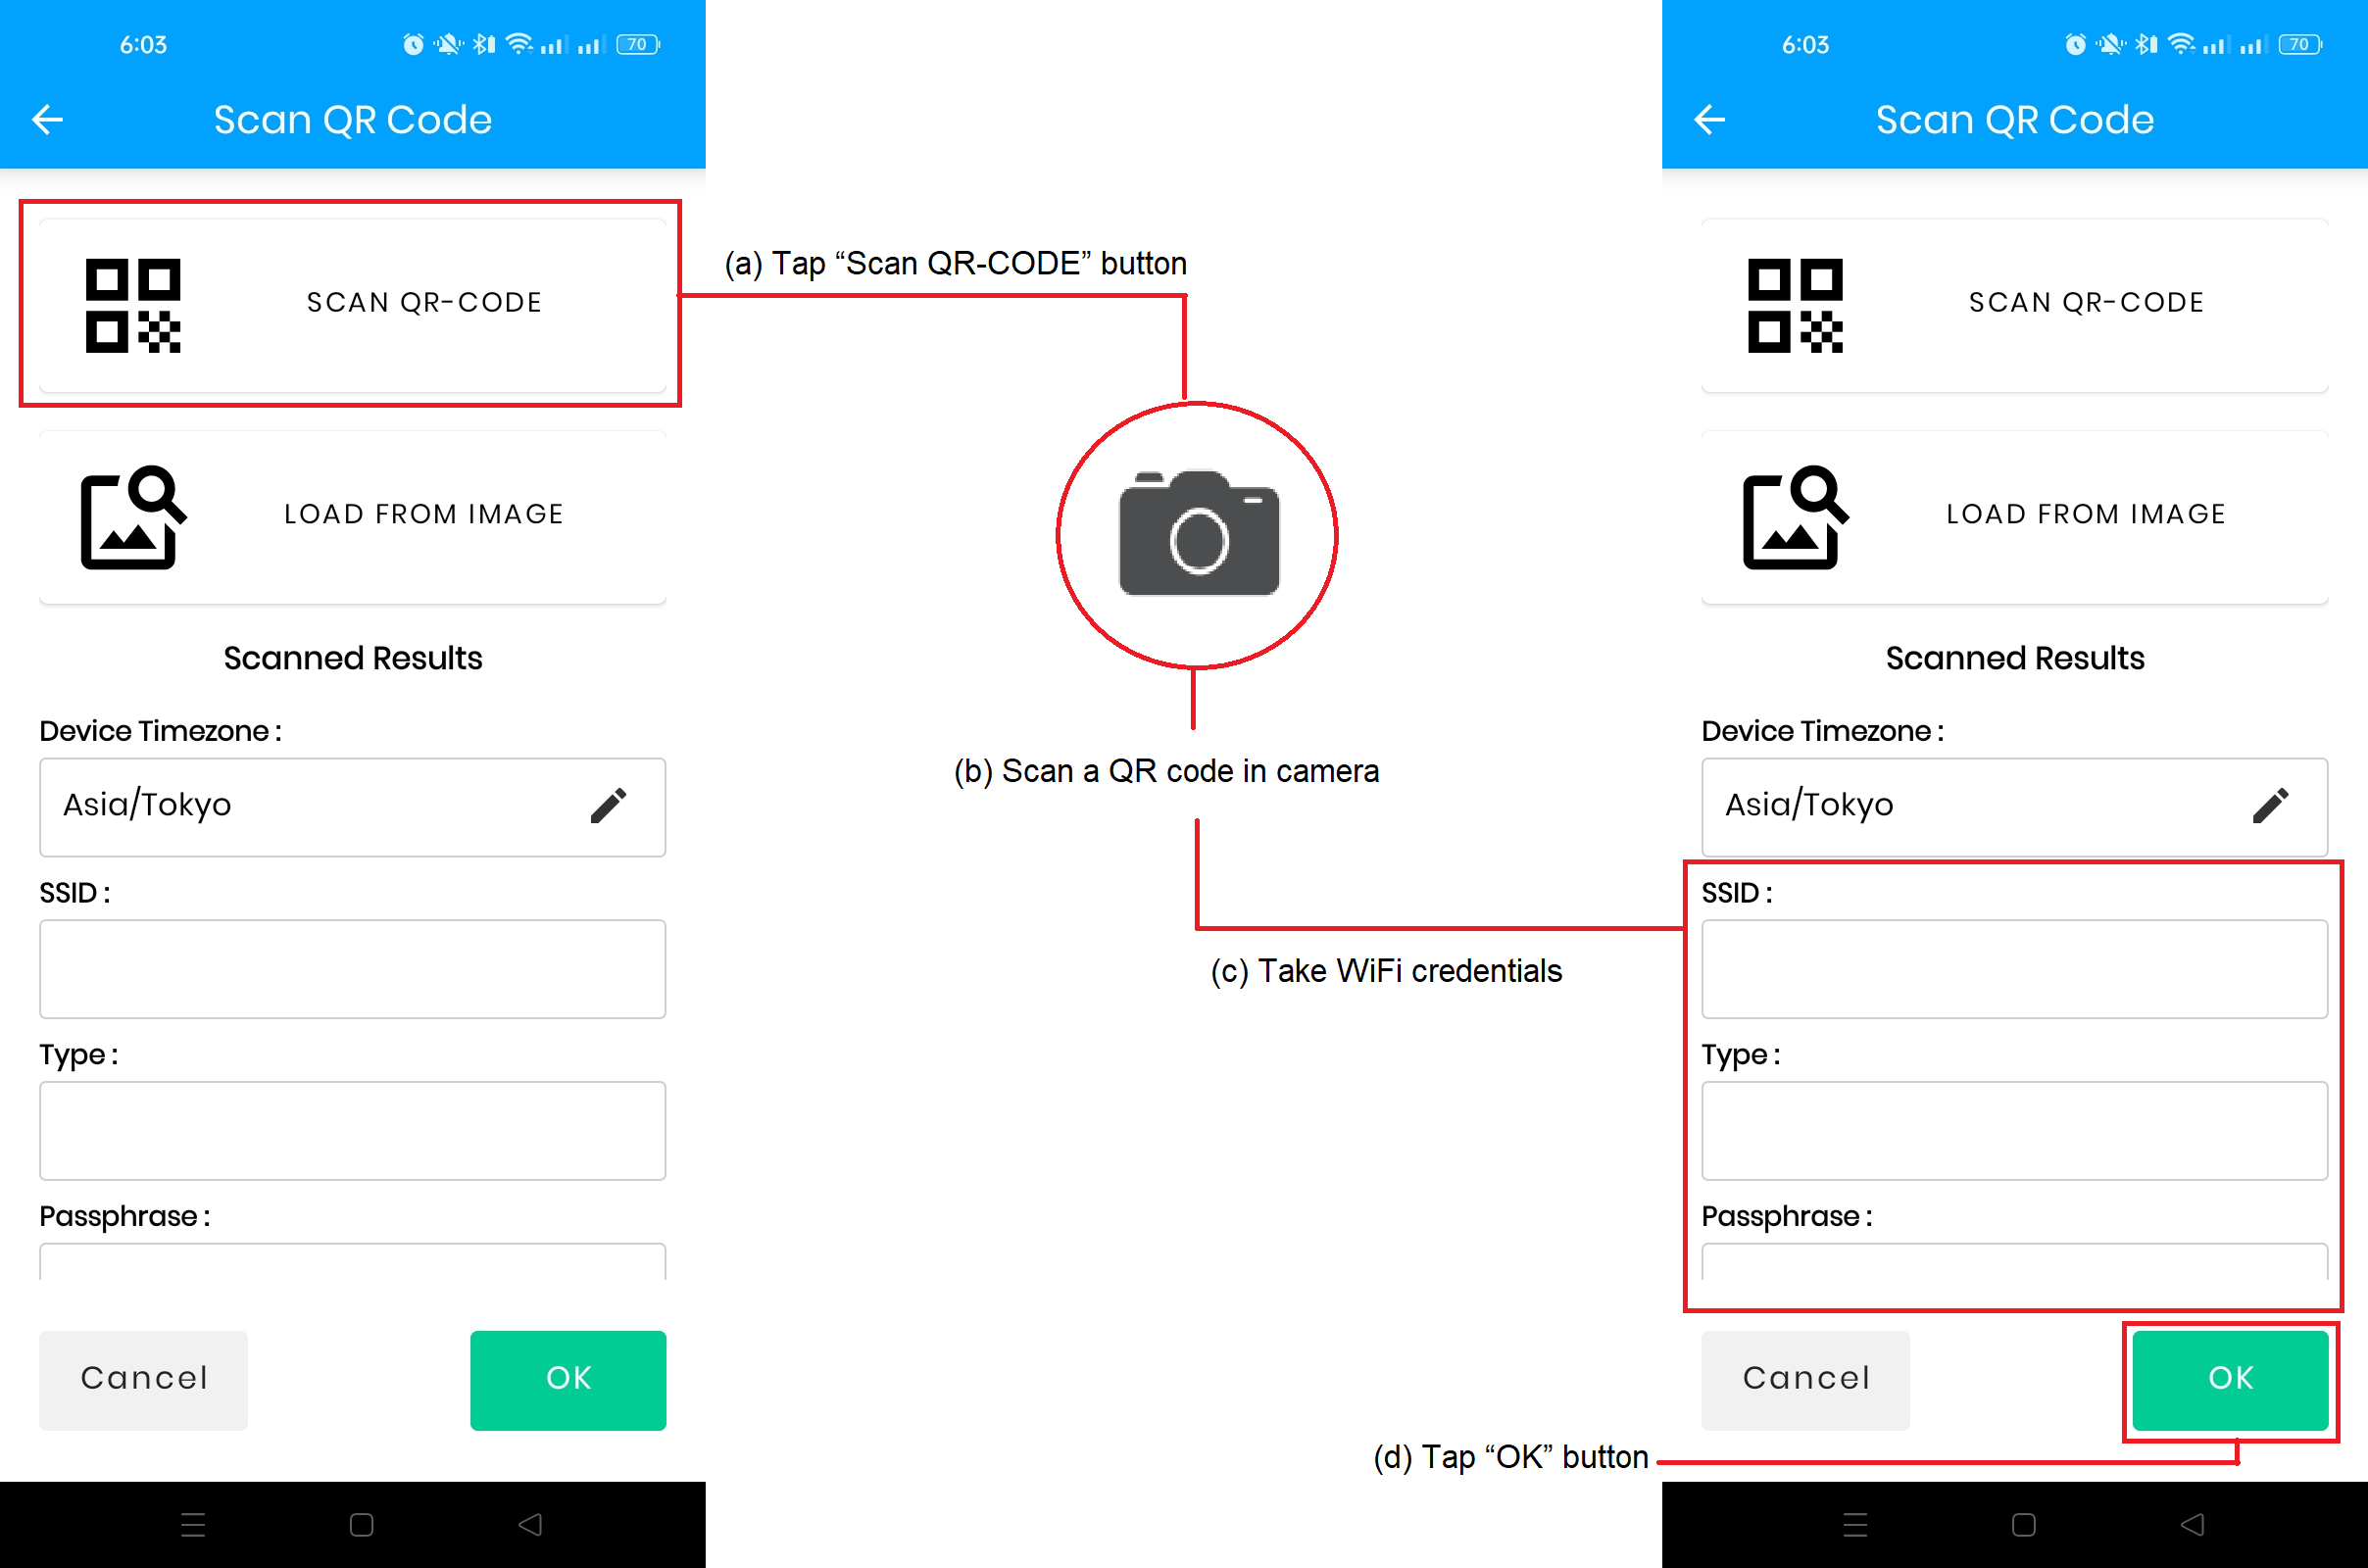 6:03
70
Scan QR Code
SCAN QR-CODE
LOAD FROM IMAGE
Scanned Results
Device Timezone :
Asia/Tokyo
SSID :
Type :
Passphrase :
Cancel
OK
(a) Tap “Scan QR-CODE” button
(b) Scan a QR code in camera
(c) Take WiFi credentials
(d) Tap “OK” button
6:03
70
Scan QR Code
SCAN QR-CODE
LOAD FROM IMAGE
Scanned Results
Device Timezone :
Asia/Tokyo
SSID :
Type :
Passphrase :
Cancel
OK